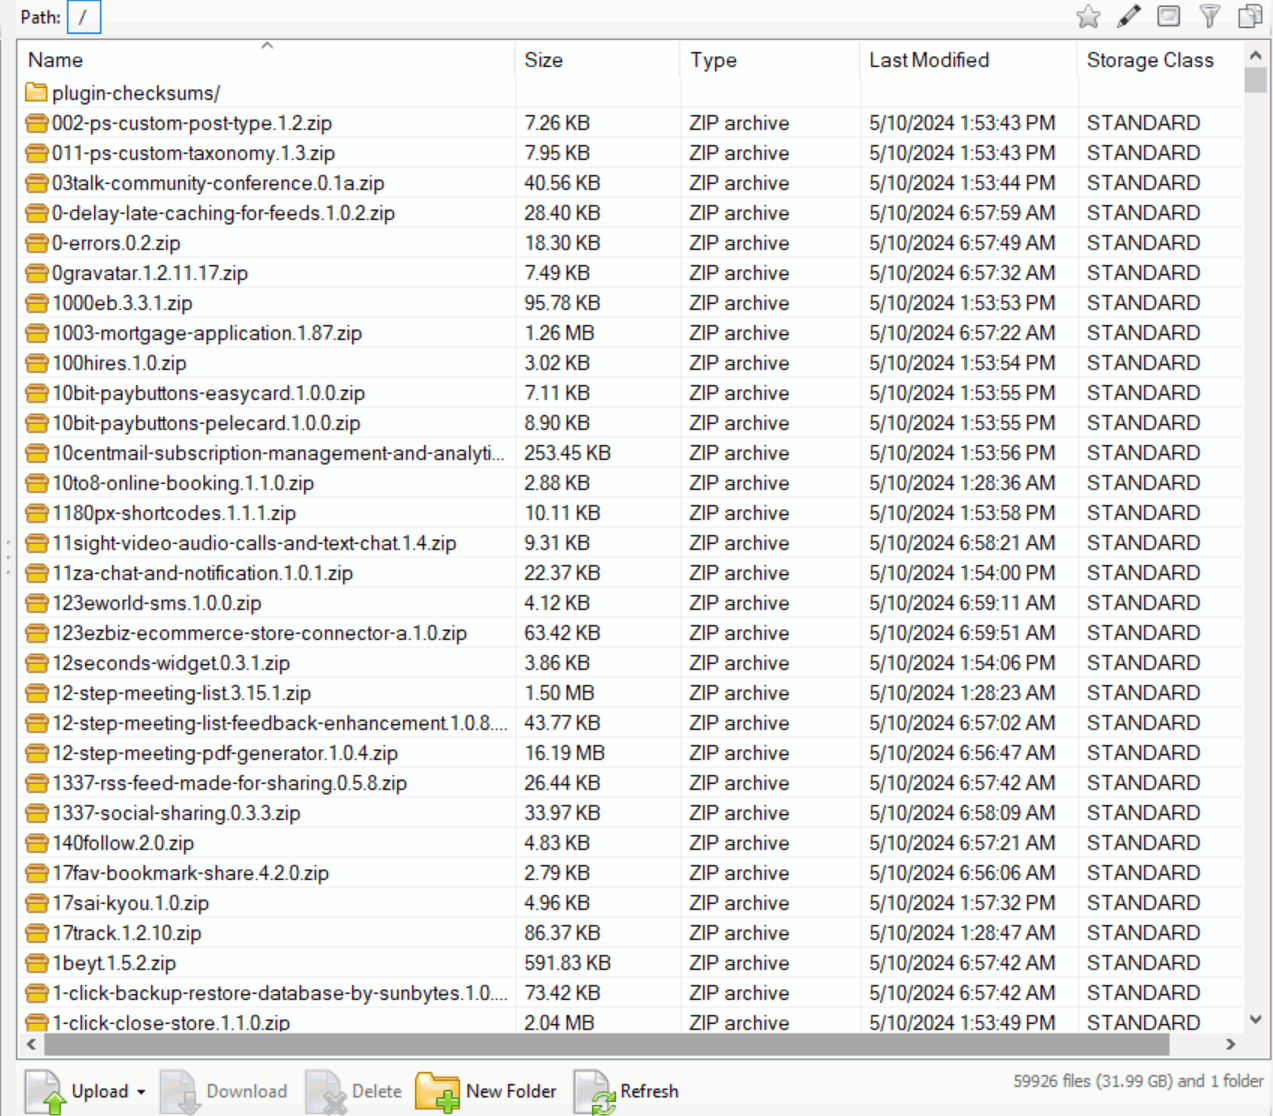 Path: /
Name Size Type Last Modified Storage Class
plugin-checksums/
002-ps-custom-post-type.1.2.zip 7.26 KB ZIP archive 5/10/2024 1:53:43 PM STANDARD
011-ps-custom-taxonomy.1.3.zip 7.95 KB ZIP archive 5/10/2024 1:53:43 PM STANDARD
03talk-community-conference.0.1a.zip 40.56 KB ZIP archive 5/10/2024 1:53:44 PM STANDARD
0-delay-late-caching-for-feeds.1.0.2.zip 28.40 KB ZIP archive 5/10/2024 6:57:59 AM STANDARD
0-errors.0.2.zip 18.30 KB ZIP archive 5/10/2024 6:57:49 AM STANDARD
0gravatar.1.2.11.17.zip 7.49 KB ZIP archive 5/10/2024 6:57:32 AM STANDARD
1000eb.3.3.1.zip 95.78 KB ZIP archive 5/10/2024 1:53:53 PM STANDARD
1003-mortgage-application.1.87.zip 1.26 MB ZIP archive 5/10/2024 6:57:22 AM STANDARD
100hires.1.0.zip 3.02 KB ZIP archive 5/10/2024 1:53:54 PM STANDARD
10bit-paybuttons-easycard.1.0.0.zip 7.11 KB ZIP archive 5/10/2024 1:53:55 PM STANDARD
10bit-paybuttons-pelecard.1.0.0.zip 8.90 KB ZIP archive 5/10/2024 1:53:55 PM STANDARD
10centmail-subscription-management-and-analyti... 253.45 KB ZIP archive 5/10/2024 1:53:56 PM STANDARD
10to8-online-booking.1.1.0.zip 2.88 KB ZIP archive 5/10/2024 1:28:36 AM STANDARD
1180px-shortcodes.1.1.1.zip 10.11 KB ZIP archive 5/10/2024 1:53:58 PM STANDARD
11sight-video-audio-calls-and-text-chat.1.4.zip 9.31 KB ZIP archive 5/10/2024 6:58:21 AM STANDARD
11za-chat-and-notification.1.0.1.zip 22.37 KB ZIP archive 5/10/2024 1:54:00 PM STANDARD
123eworld-sms.1.0.0.zip 4.12 KB ZIP archive 5/10/2024 6:59:11 AM STANDARD
123ezbiz-ecommerce-store-connector-a.1.0.zip 63.42 KB ZIP archive 5/10/2024 6:59:51 AM STANDARD
12seconds-widget.0.3.1.zip 3.86 KB ZIP archive 5/10/2024 1:54:06 PM STANDARD
12-step-meeting-list.3.15.1.zip 1.50 MB ZIP archive 5/10/2024 1:28:23 AM STANDARD
12-step-meeting-list-feedback-enhancement.1.0.8.... 43.77 KB ZIP archive 5/10/2024 6:57:02 AM STANDARD
12-step-meeting-pdf-generator.1.0.4.zip 16.19 MB ZIP archive 5/10/2024 6:56:47 AM STANDARD
1337-rss-feed-made-for-sharing.0.5.8.zip 26.44 KB ZIP archive 5/10/2024 6:57:42 AM STANDARD
1337-social-sharing.0.3.3.zip 33.97 KB ZIP archive 5/10/2024 6:58:09 AM STANDARD
140follow.2.0.zip 4.83 KB ZIP archive 5/10/2024 6:57:21 AM STANDARD
17fav-bookmark-share.4.2.0.zip 2.79 KB ZIP archive 5/10/2024 6:56:06 AM STANDARD
17sai-kyou.1.0.zip 4.96 KB ZIP archive 5/10/2024 1:57:32 PM STANDARD
17track.1.2.10.zip 86.37 KB ZIP archive 5/10/2024 1:28:47 AM STANDARD
1beyt.1.5.2.zip 591.83 KB ZIP archive 5/10/2024 6:57:42 AM STANDARD
1-click-backup-restore-database-by-sunbytes.1.0.... 73.42 KB ZIP archive 5/10/2024 6:57:42 AM STANDARD
1-click-close-store.1.1.0.zip 2.04 MB ZIP archive 5/10/2024 1:53:49 PM STANDARD
Upload Download Delete New Folder Refresh 59926 files (31.99 GB) and 1 folder